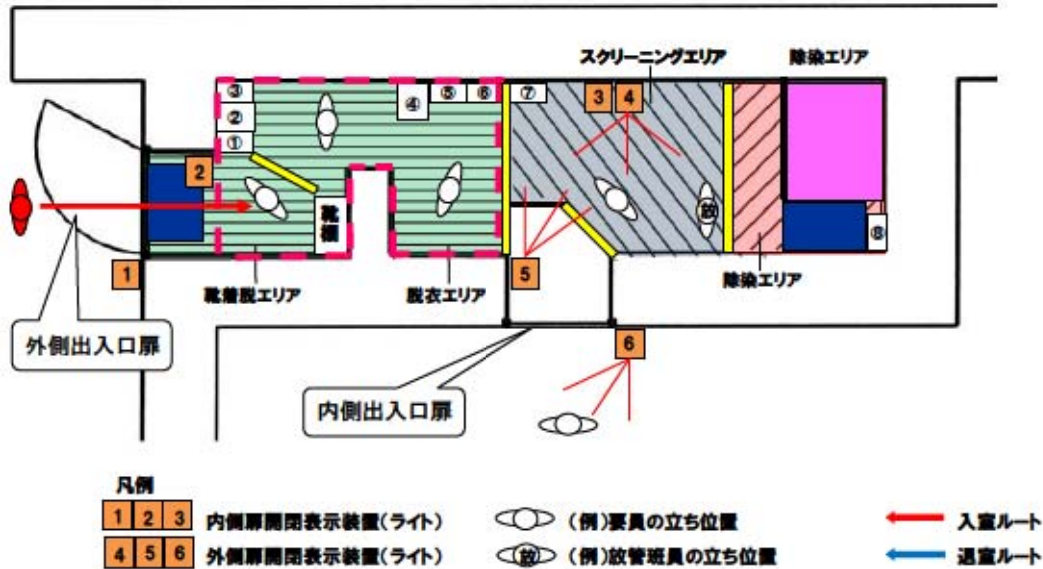 スクリーニングエリア
除染エリア
③
②
①
④
⑤
⑥
⑦
3
4
2
靴棚
放
⑧
1
5
靴着脱エリア
脱衣エリア
除染エリア
外側出入口扉
6
内側出入口扉
凡例
1 2 3 内側扉開閉表示装置(ライト) (例)要員の立ち位置 入室ルート
4 5 6 外側扉開閉表示装置(ライト) 放 (例)放管班員の立ち位置 退室ルート